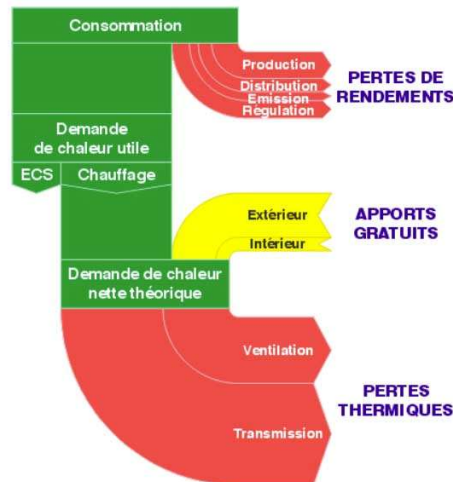 Consommation
Production
Distribution
Emission
Régulation
PERTES DE
RENDEMENTS
Demande
de chaleur utile
ECS
Chauffage
Extérieur
Intérieur
APPORTS
GRATUITS
Demande de chaleur
nette théorique
Ventilation
Transmission
PERTES
THERMIQUES